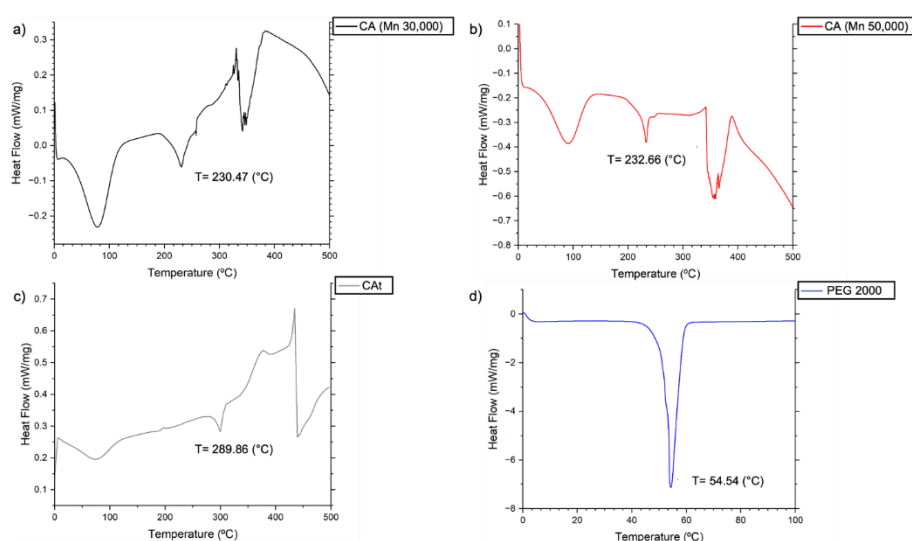 a)
CA (Mn 30,000)
0.3
0.2
0.1
0.0
−0.1
−0.2
Heat Flow (mW/mg)
T= 230.47 (°C)
0 100 200 300 400 500
Temperature (ºC)
b)
CA (Mn 50,000)
0.1
0.0
−0.1
−0.2
−0.3
−0.4
−0.5
−0.6
−0.7
−0.8
Heat Flow (mW/mg)
T= 232.66 (°C)
0 100 200 300 400 500
Temperature (ºC)
c)
CAt
0.7
0.6
0.5
0.4
0.3
0.2
0.1
Heat Flow (mW/mg)
T= 289.86 (°C)
0 100 200 300 400 500
Temperature (ºC)
d)
PEG 2000
0
−2
−4
−6
−8
Heat Flow (mW/mg)
T= 54.54 (°C)
0 20 40 60 80 100
Temperature (ºC)